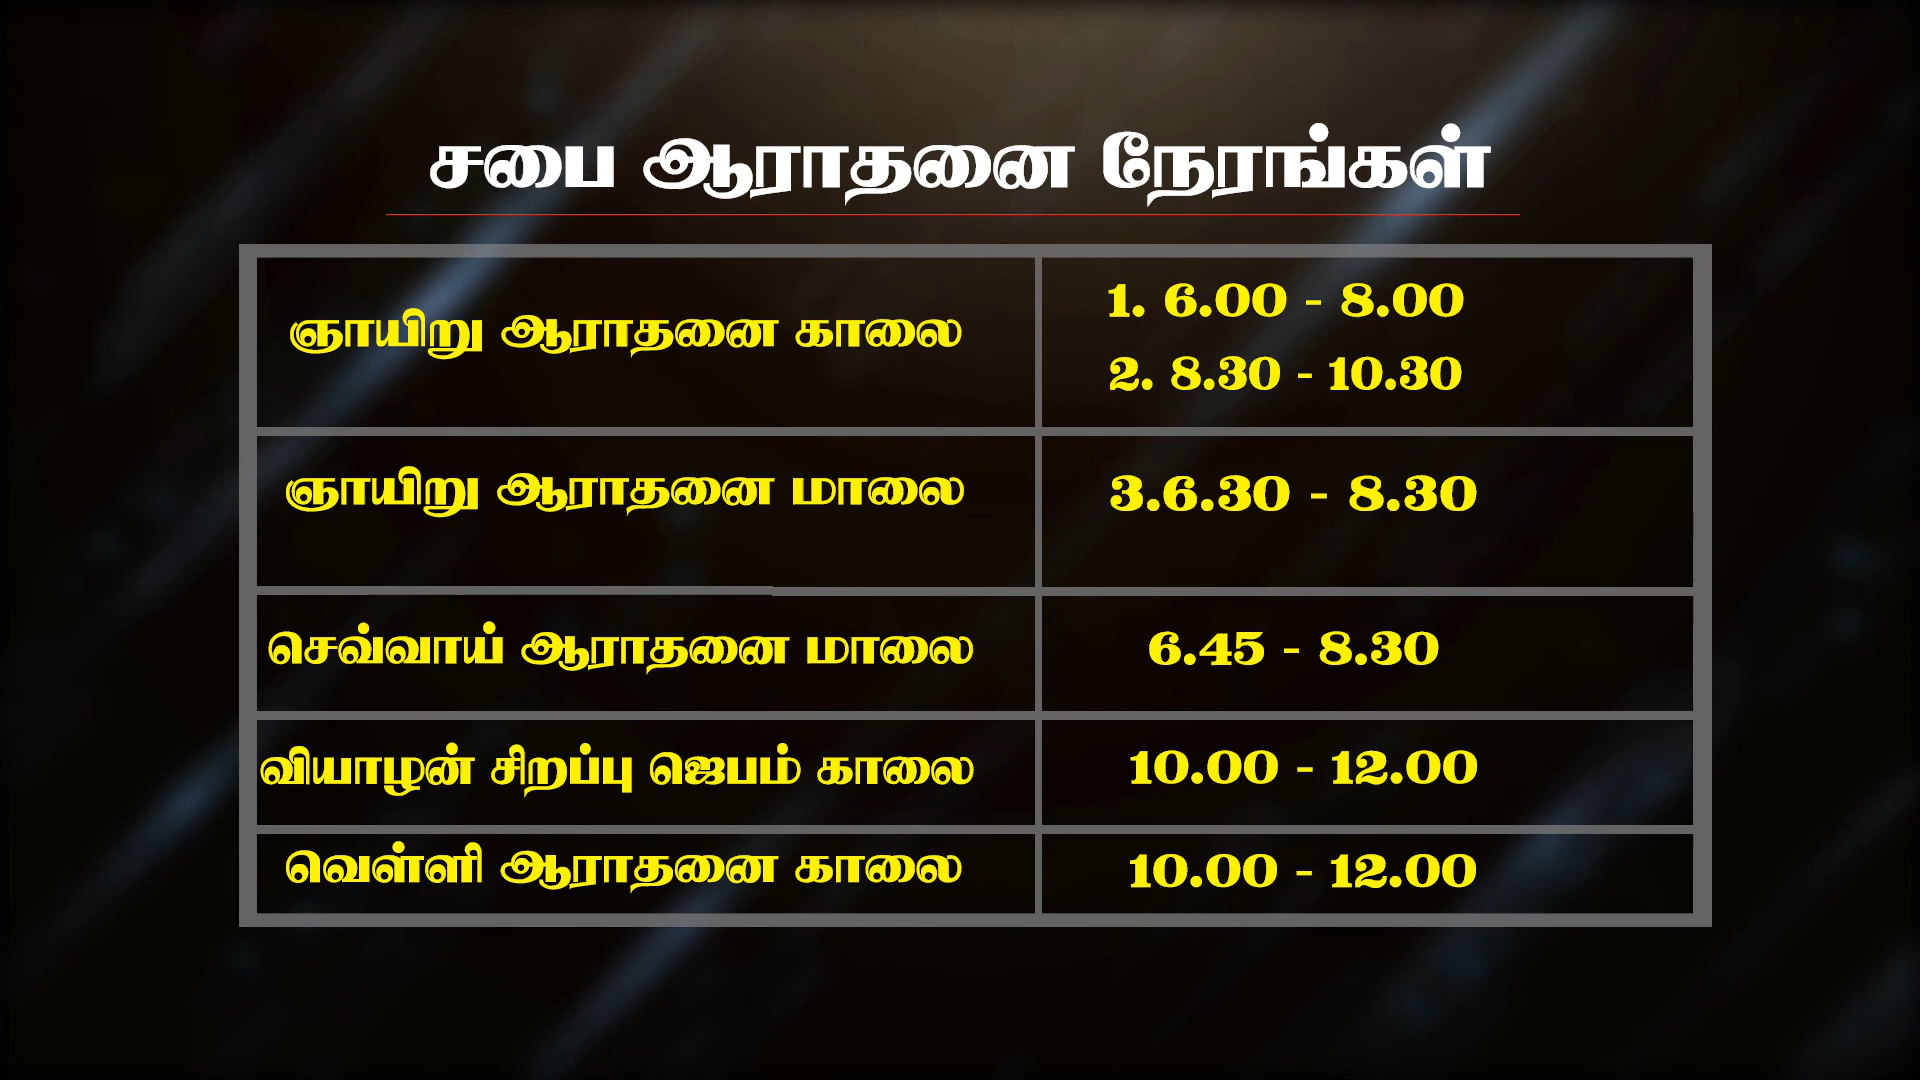 சபை ஆராதனை நேரங்கள்
ஞாயிறு ஆராதனை காலை
1. 6.00 - 8.00
2. 8.30 - 10.30
ஞாயிறு ஆராதனை மாலை
3.6.30 - 8.30
செவ்வாய் ஆராதனை மாலை
6.45 - 8.30
வியாழன் சிறப்பு ஜெபம் காலை
10.00 - 12.00
வெள்ளி ஆராதனை காலை
10.00 - 12.00